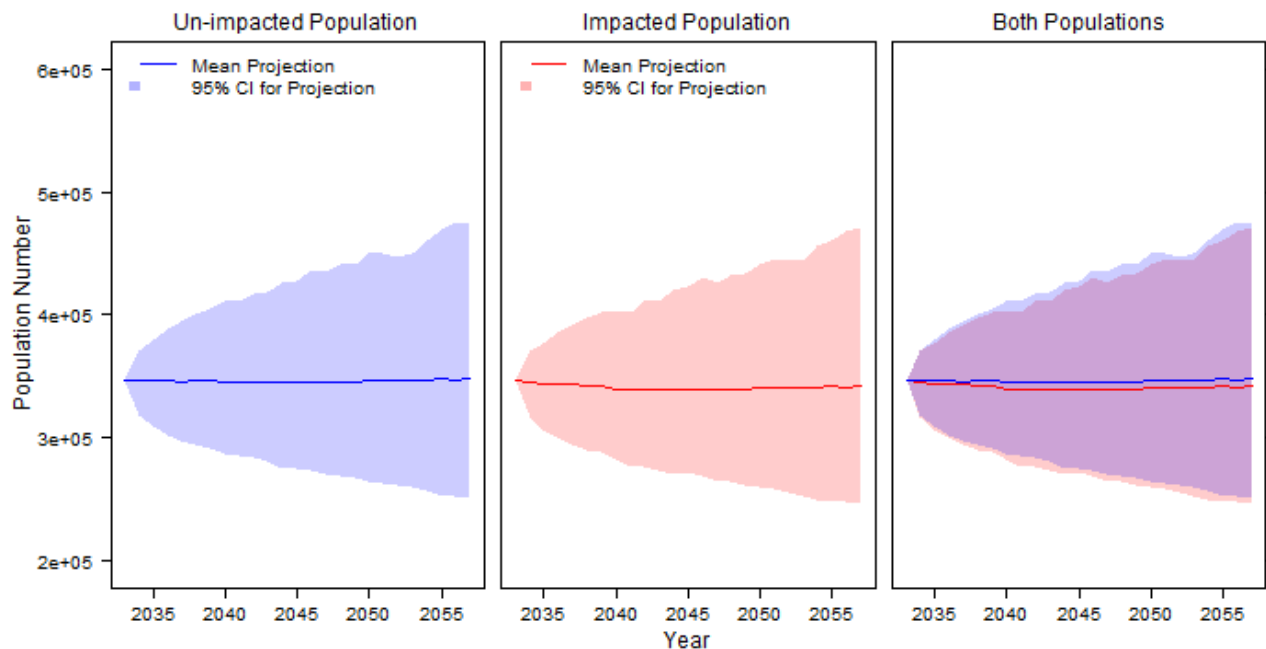 Un-impacted Population
Impacted Population
Both Populations
Mean Projection
95% CI for Projection
Mean Projection
95% CI for Projection
Population Number
6e+05
5e+05
4e+05
3e+05
2e+05
2035 2040 2045 2050 2055
2035 2040 2045 2050 2055
2035 2040 2045 2050 2055
Year